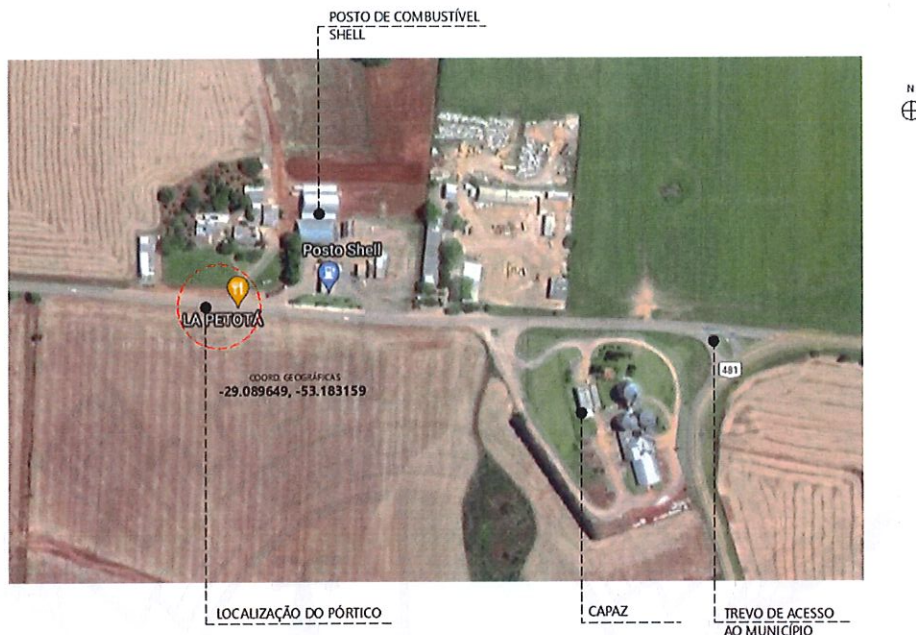 POSTO DE COMBUSTÍVEL
SHELL
N
Posto Shell
LA PETOTÁ
COORD. GEOGRÁFICAS
-29.089649, -53.183159
481
LOCALIZAÇÃO DO PÓRTICO
CAPAZ
TREVO DE ACESSO
AO MUNICÍPIO